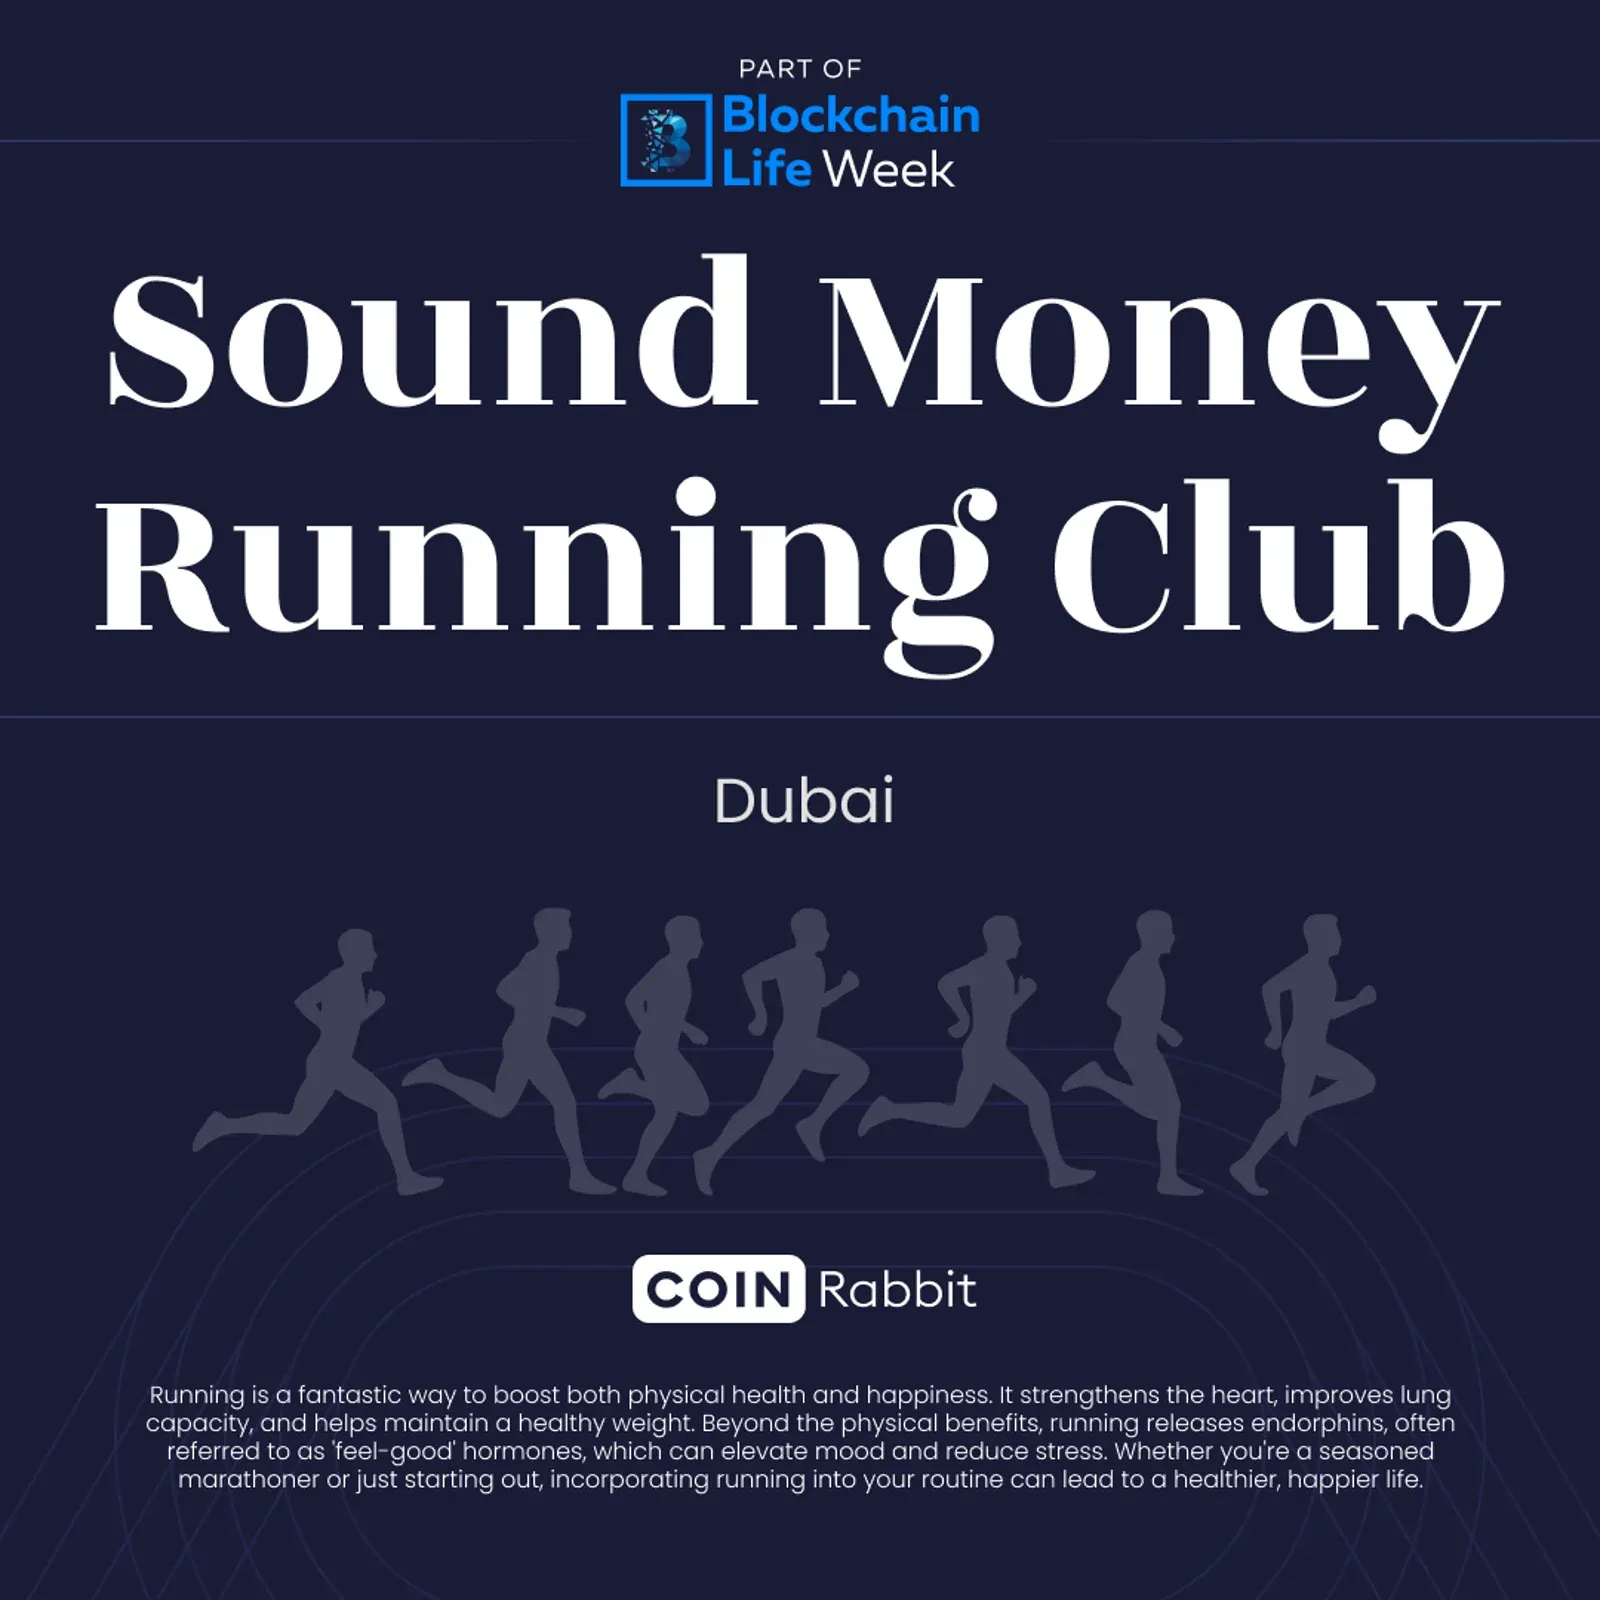 PART OF
Blockchain
Life Week
Sound Money
Running Club
Dubai
COIN Rabbit
Running is a fantastic way to boost both physical health and happiness. It strengthens the heart, improves lung
capacity, and helps maintain a healthy weight. Beyond the physical benefits, running releases endorphins, often
referred to as 'feel-good' hormones, which can elevate mood and reduce stress. Whether you're a seasoned
marathoner or just starting out, incorporating running into your routine can lead to a healthier, happier life.